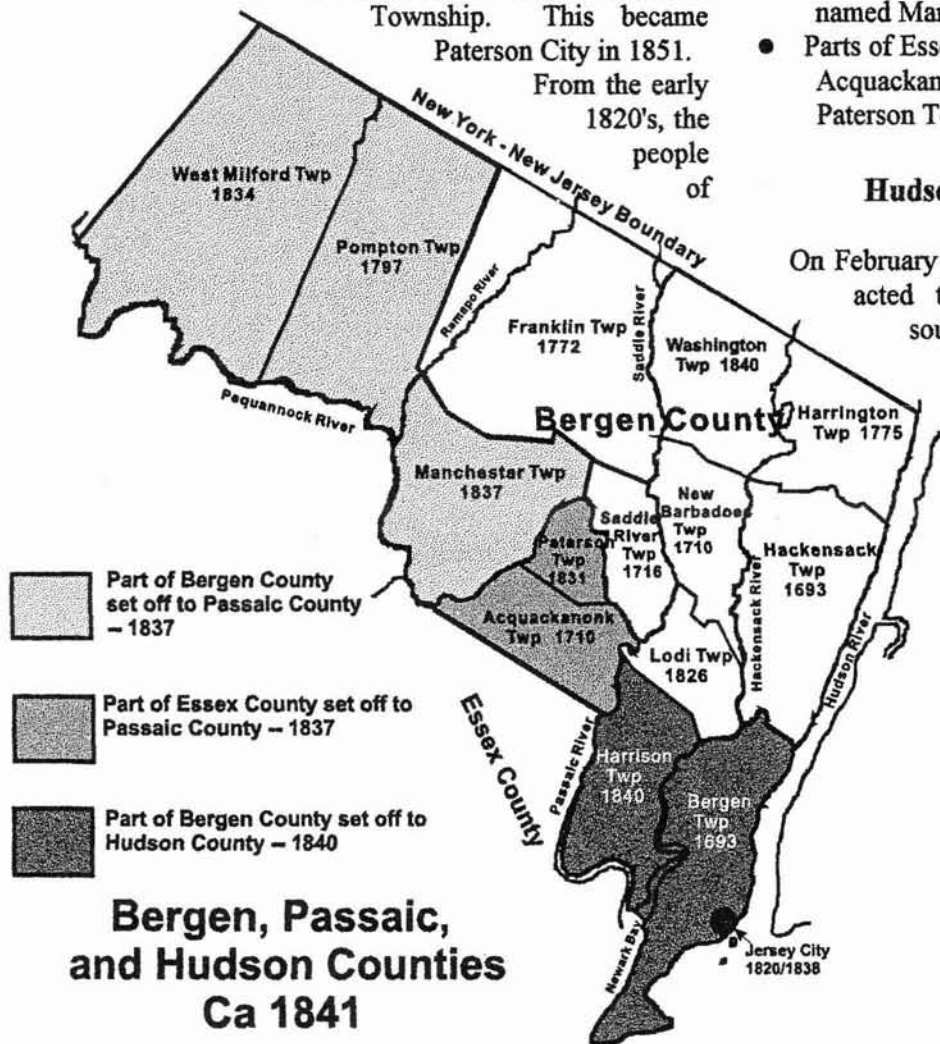 Township. This became
Paterson City in 1851.
From the early
1820's, the
people
of
named Mar
● Parts of Ess
Acquackan
Paterson T
Hudso
On February
acted t
sou
New York - New Jersey Boundary
West Milford Twp
1834
Pompton Twp
1797
Ramapo River
Franklin Twp
1772
Saddle River
Washington
Twp 1840
Harrington
Twp 1775
Bergen County
Pequannock River
Manchester Twp
1837
Paterson
Twp
1831
Saddle
River
Twp
1716
New
Barbadoes
Twp
1710
Hackensack
Twp
1693
Hackensack River
Hudson River
Acquackanonk
Twp 1710
Lodi Twp
1826
Essex County
Passaic River
Harrison
Twp
1840
Bergen
Twp
1693
Newark Bay
Jersey City
1820/1838
Part of Bergen County
set off to Passaic County
– 1837
Part of Essex County set off to
Passaic County -- 1837
Part of Bergen County set off to
Hudson County – 1840
Bergen, Passaic,
and Hudson Counties
Ca 1841